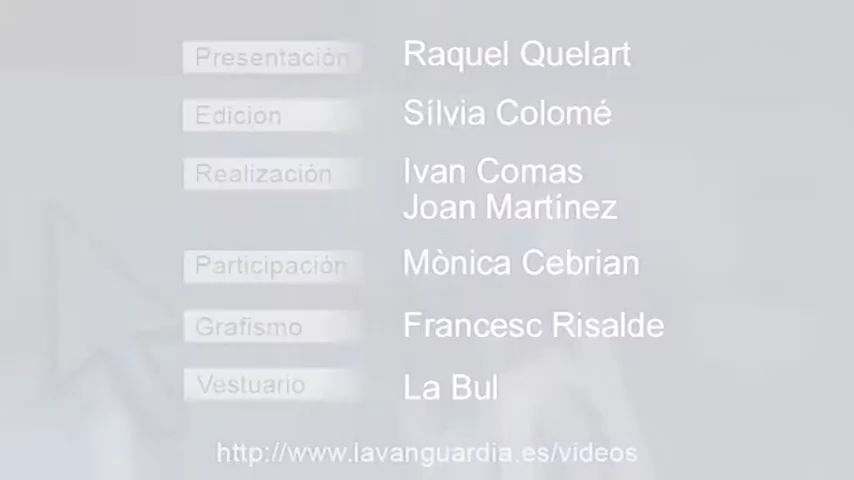 Presentación Raquel Quelart
Edición Sílvia Colomé
Realización Ivan Comas
Joan Martínez
Participación Mònica Cebrian
Grafismo Francesc Risalde
Vestuario La Bul
http://www.lavanguardia.es/videos